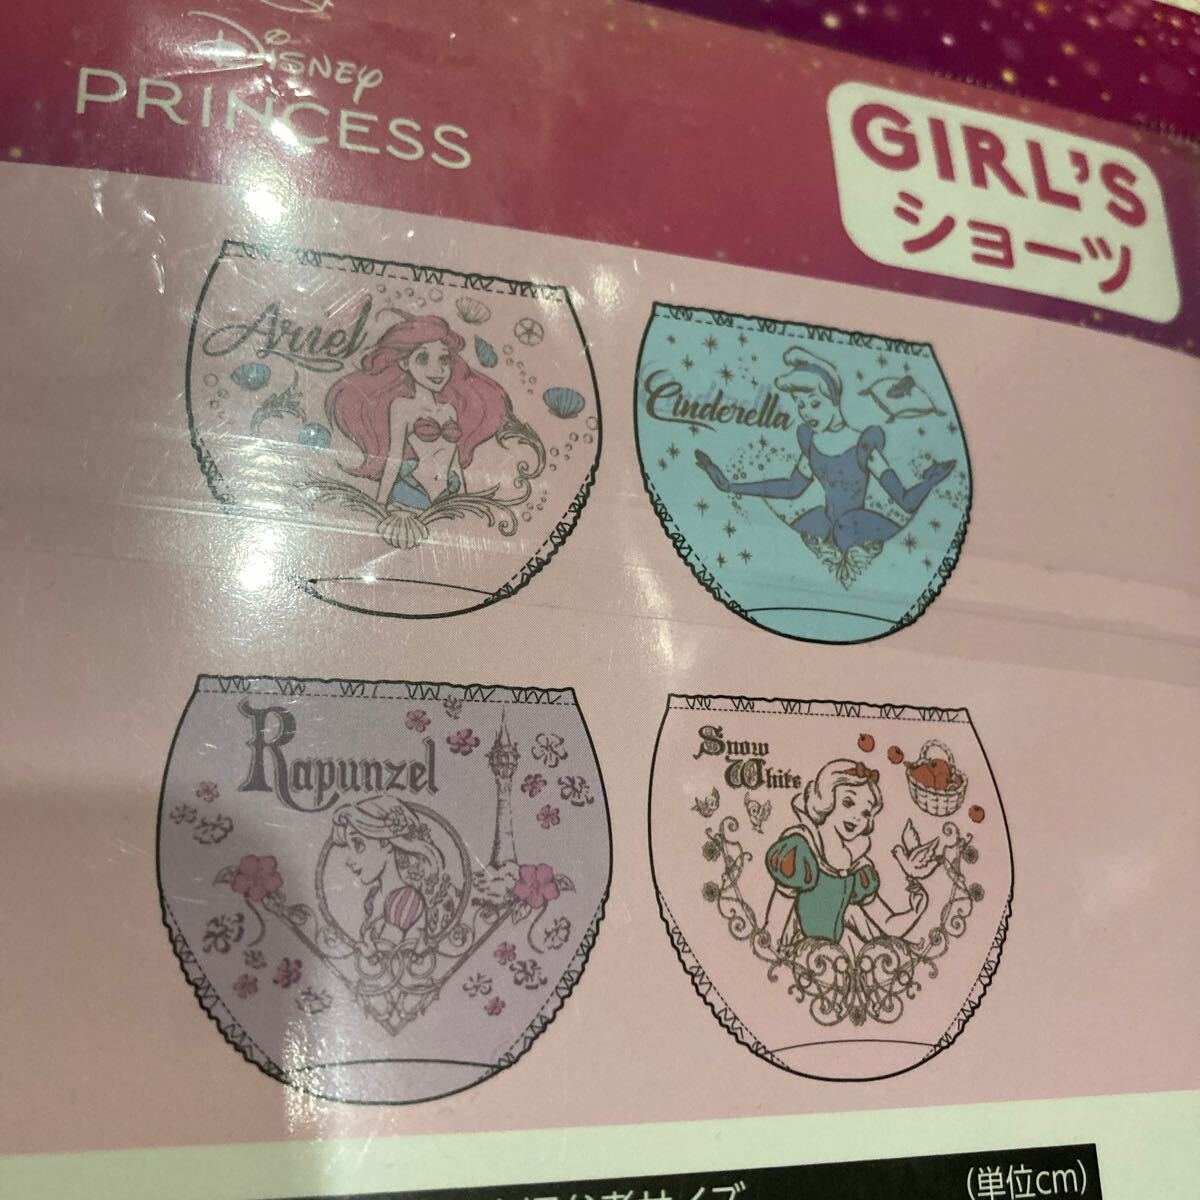 Disney
PRINCESS
GIRL'S
ショーツ
Ariel
Cinderella
Rapunzel
Snow
White
(単位cm)